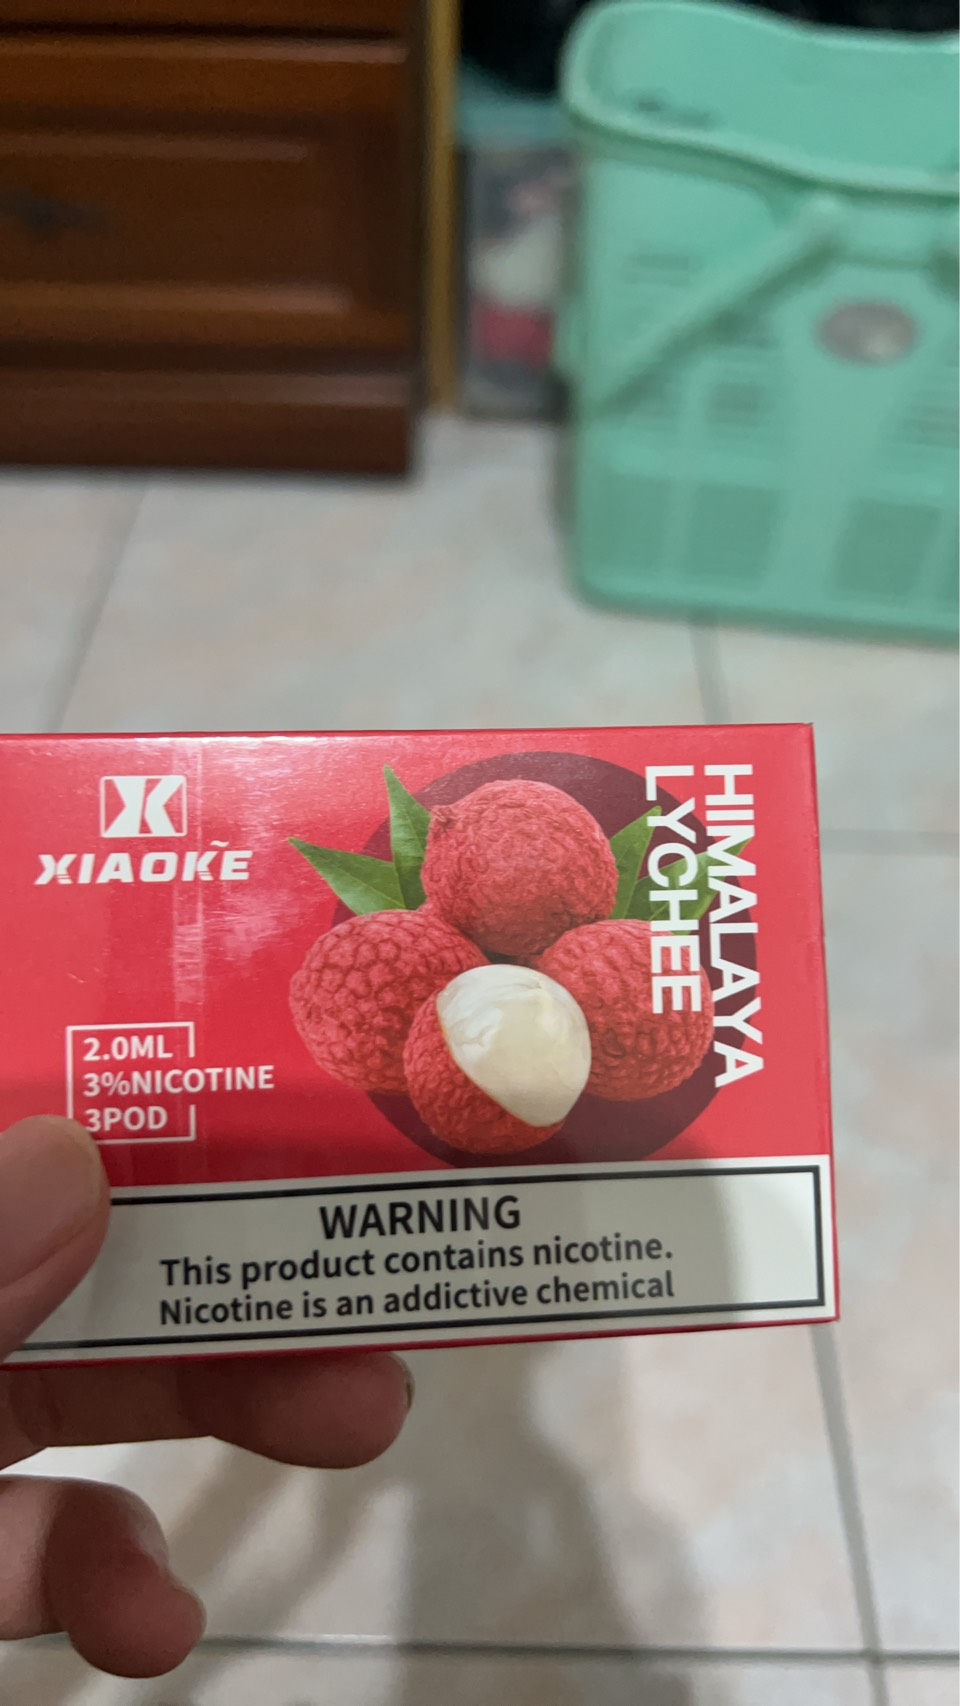 XIAOKE
HIMALAYA
LYCHEE
2.0ML
3%NICOTINE
3POD
WARNING
This product contains nicotine.
Nicotine is an addictive chemical